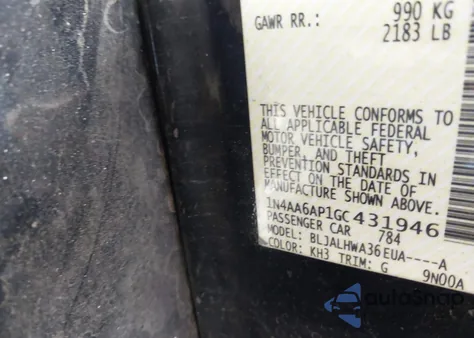 GAWR RR.: 990 KG
2183 LB
THIS VEHICLE CONFORMS TO
ALL APPLICABLE FEDERAL
MOTOR VEHICLE SAFETY,
BUMPER, AND THEFT
PREVENTION STANDARDS IN
EFFECT ON THE DATE OF
MANUFACTURE SHOWN ABOVE.
1N4AA6AP1GC431946
PASSENGER CAR 784
MODEL: BLJALHWA36EUA----A
COLOR: KH3 TRIM: G 9N00A
autoSnap